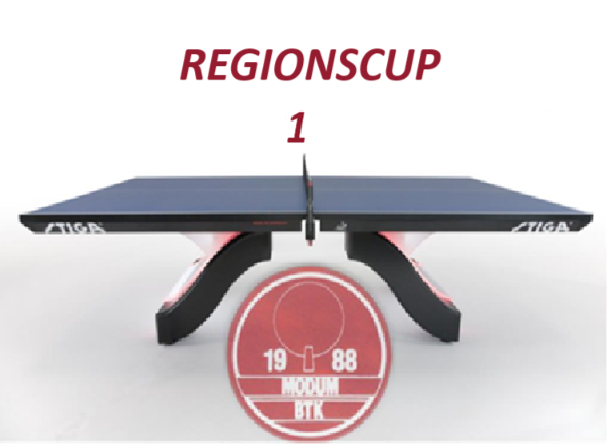 REGIONSCUP
1
STIGA STIGA
19 88
MODUM
BTK